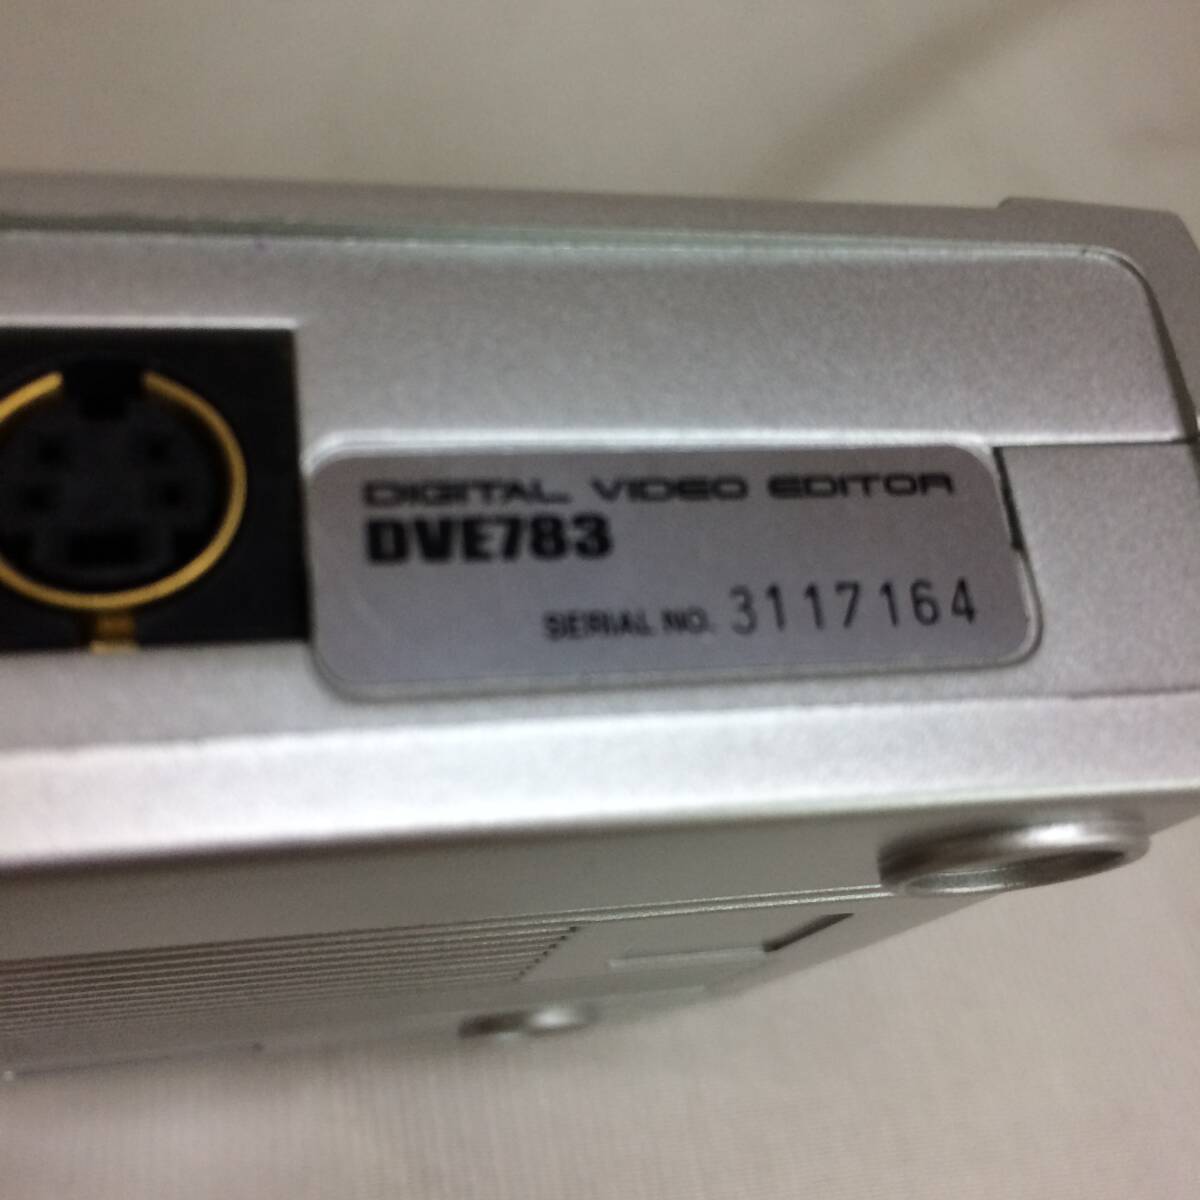 DIGITAL VIDEO EDITOR
DVE783
SERIAL NO. 3117164